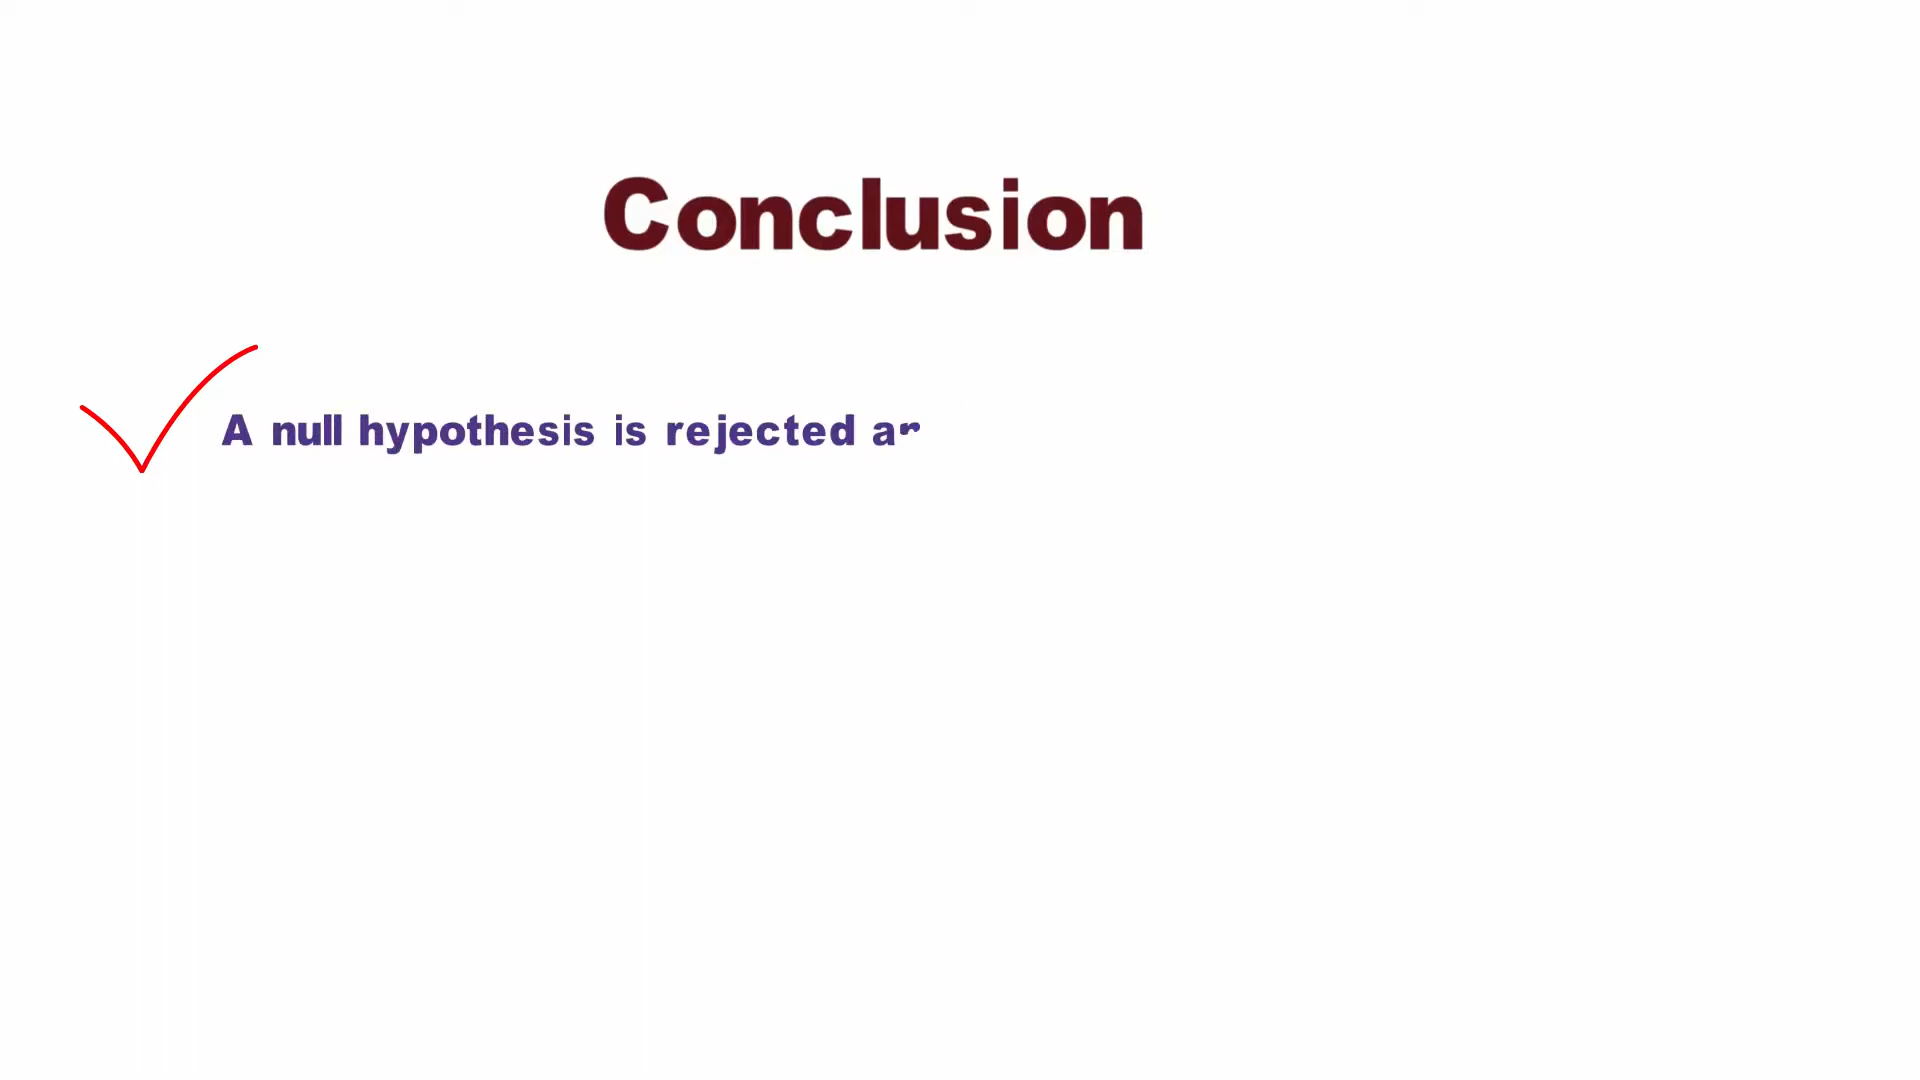 Conclusion
A null hypothesis is rejected